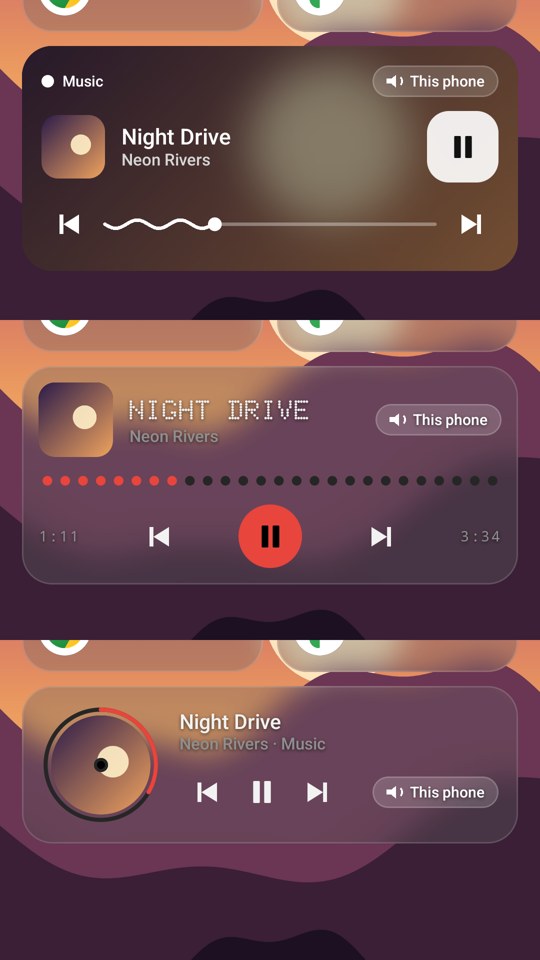 Music
This phone
Night Drive
Neon Rivers
NIGHT DRIVE
Neon Rivers
This phone
1:11
3:34
Night Drive
Neon Rivers · Music
This phone